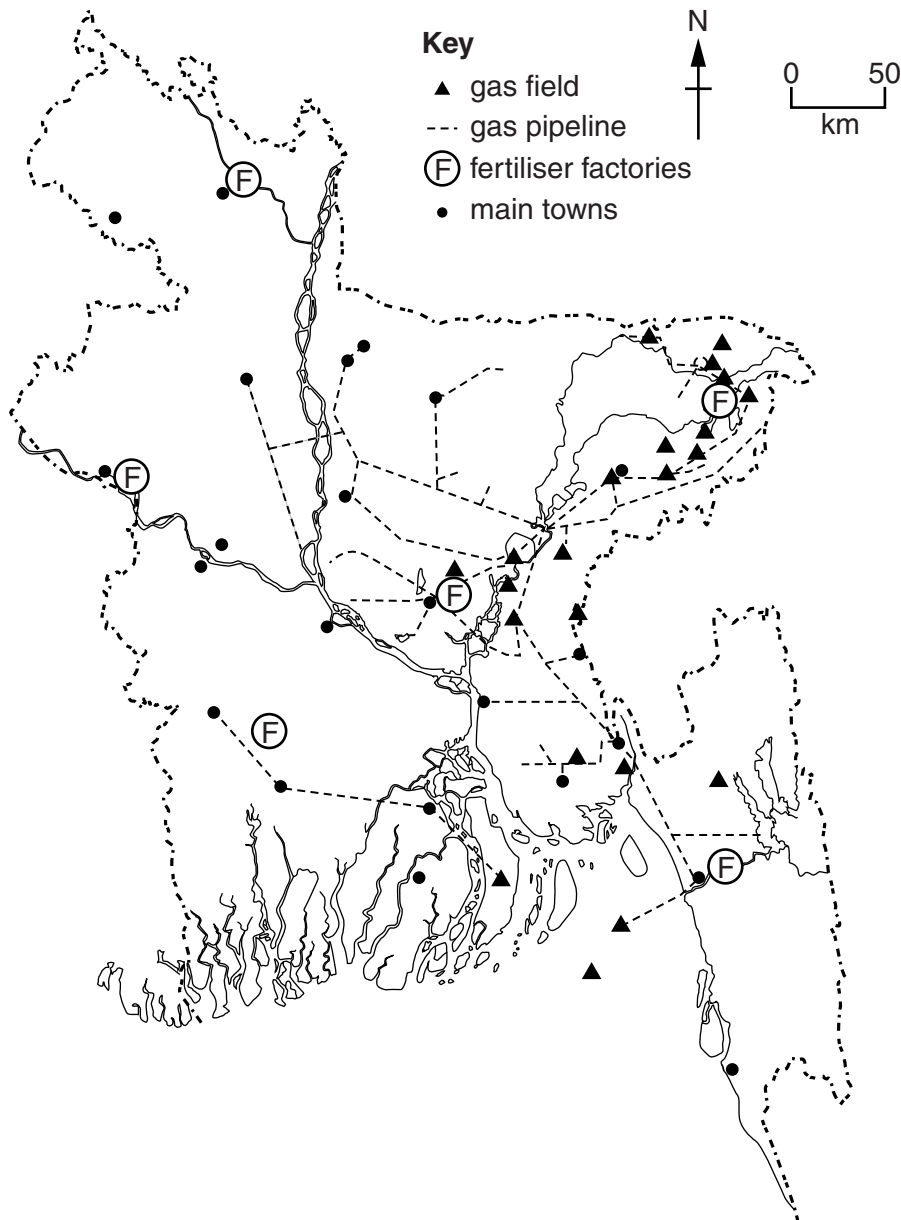 Key
gas field
gas pipeline
F fertiliser factories
main towns
N
0 50
km
F
F
F
F
F
F